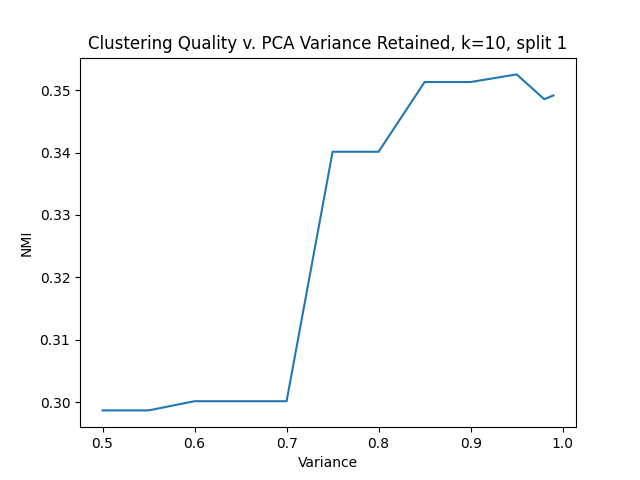 Clustering Quality v. PCA Variance Retained, k=10, split 1
0.35
0.34
0.33
NMI
0.32
0.31
0.30
0.5 0.6 0.7 0.8 0.9 1.0
Variance